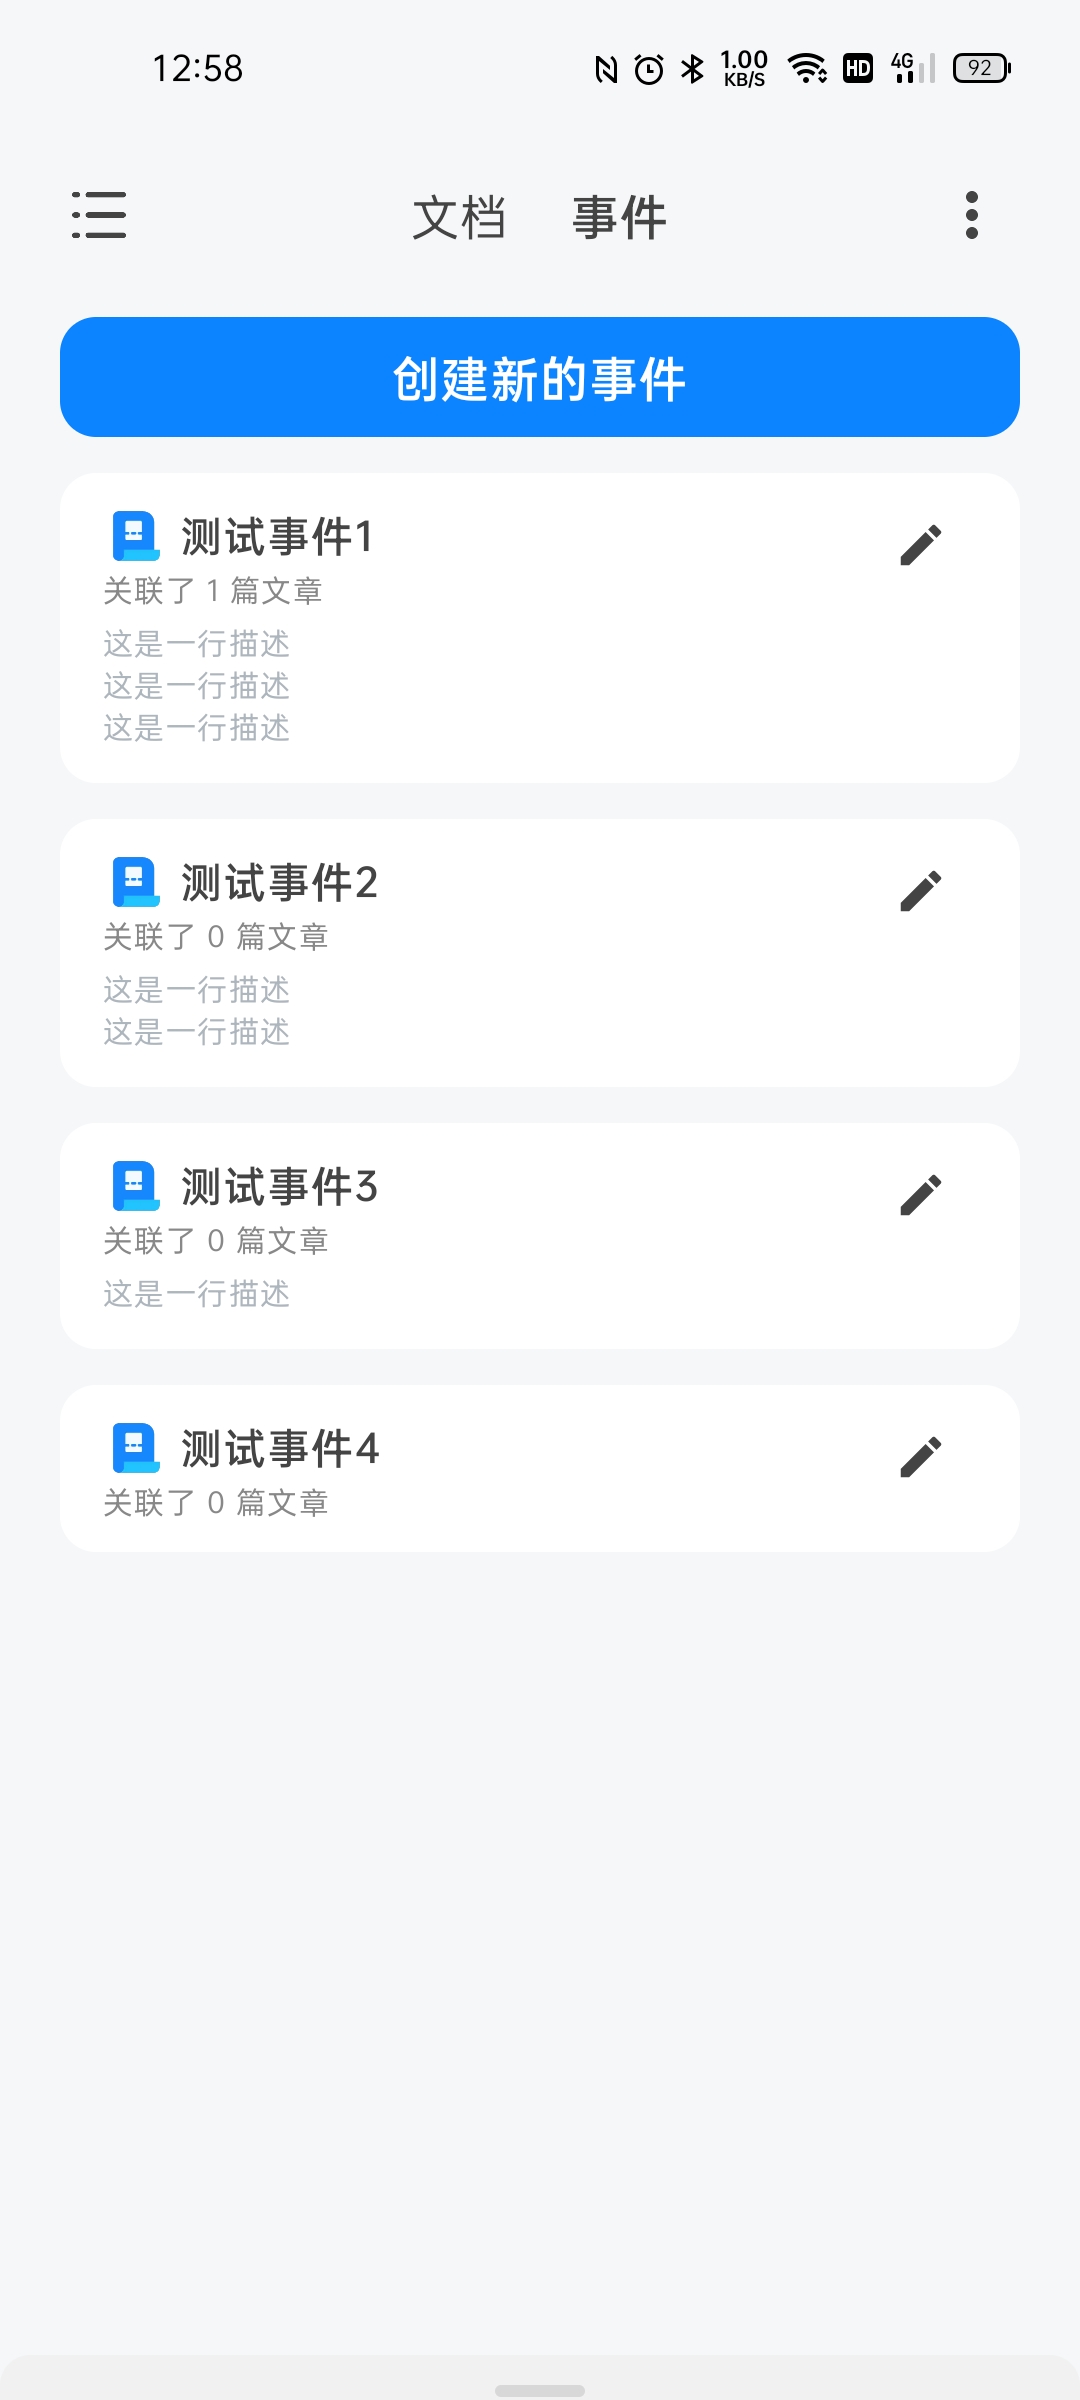 12:58
1.00
KB/S
HD
4G
92
文档 事件
创建新的事件
测试事件1
关联了 1 篇文章
这是一行描述
这是一行描述
这是一行描述
测试事件2
关联了 0 篇文章
这是一行描述
这是一行描述
测试事件3
关联了 0 篇文章
这是一行描述
测试事件4
关联了 0 篇文章